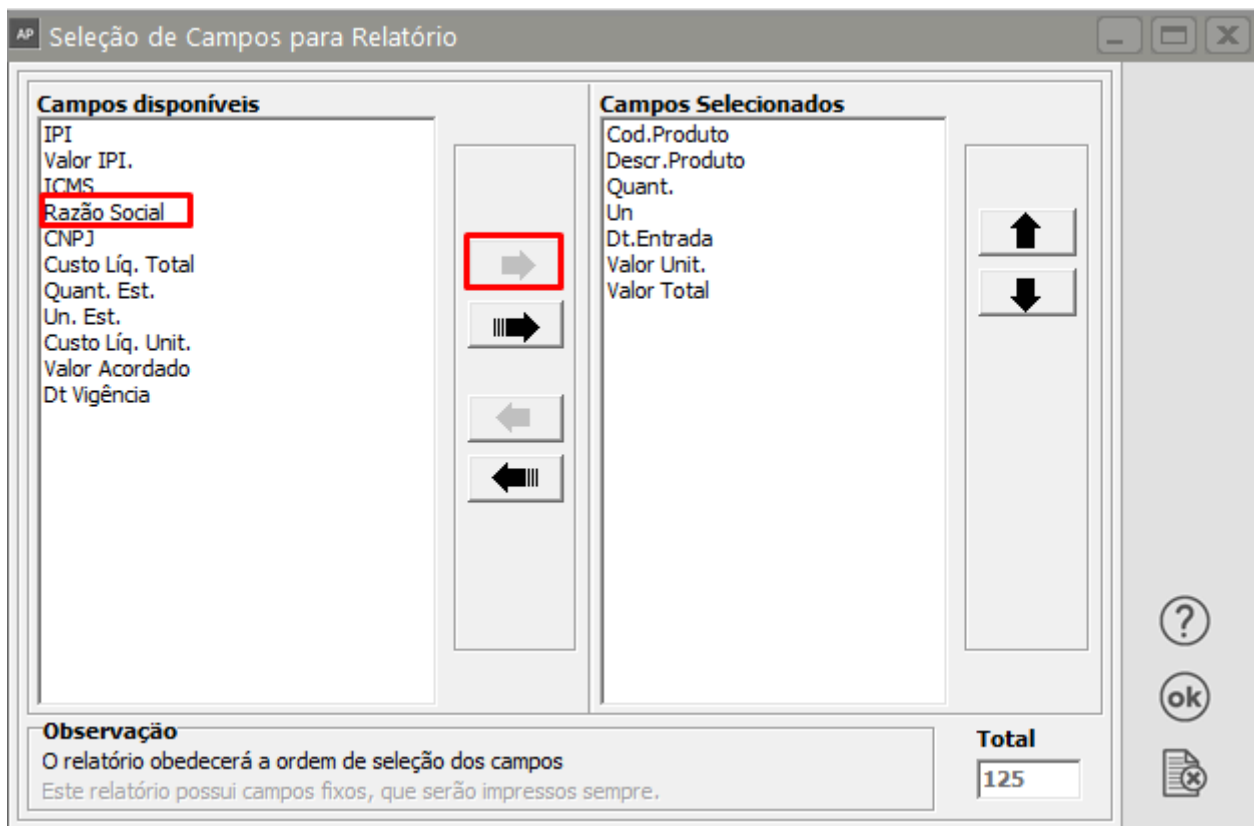 AP Seleção de Campos para Relatório
Campos disponíveis
IPI
Valor IPI.
ICMS
Razão Social
CNPJ
Custo Líq. Total
Quant. Est.
Un. Est.
Custo Líq. Unit.
Valor Acordado
Dt Vigência
Campos Selecionados
Cod.Produto
Descr.Produto
Quant.
Un
Dt.Entrada
Valor Unit.
Valor Total
?
ok
Observação
O relatório obedecerá a ordem de seleção dos campos
Este relatório possui campos fixos, que serão impressos sempre.
Total
125